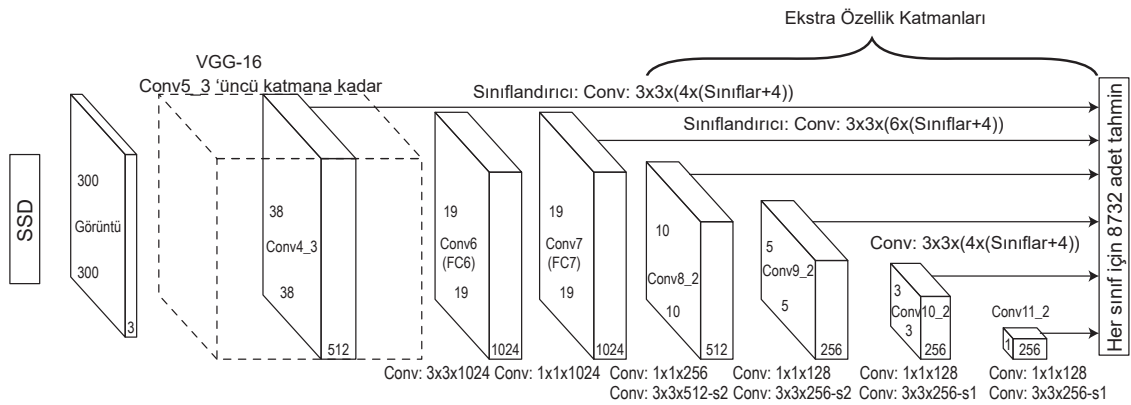 Ekstra Özellik Katmanları
VGG-16
Conv5_3 ‘üncü katmana kadar
Sınıflandırıcı: Conv: 3x3x(4x(Sınıflar+4))
Sınıflandırıcı: Conv: 3x3x(6x(Sınıflar+4))
Conv: 3x3x(4x(Sınıflar+4))
SSD
300
Görüntü
300
3
38
Conv4_3
38
512
19
Conv6
(FC6)
19
1024
19
Conv7
(FC7)
19
1024
10
Conv8_2
10
512
5
Conv9_2
5
256
3
Conv10_2
3
256
Conv11_2
1
256
Her sınıf için 8732 adet tahmin
Conv: 3x3x1024
Conv: 1x1x1024
Conv: 1x1x256
Conv: 3x3x512-s2
Conv: 1x1x128
Conv: 3x3x256-s2
Conv: 1x1x128
Conv: 3x3x256-s1
Conv: 1x1x128
Conv: 3x3x256-s1